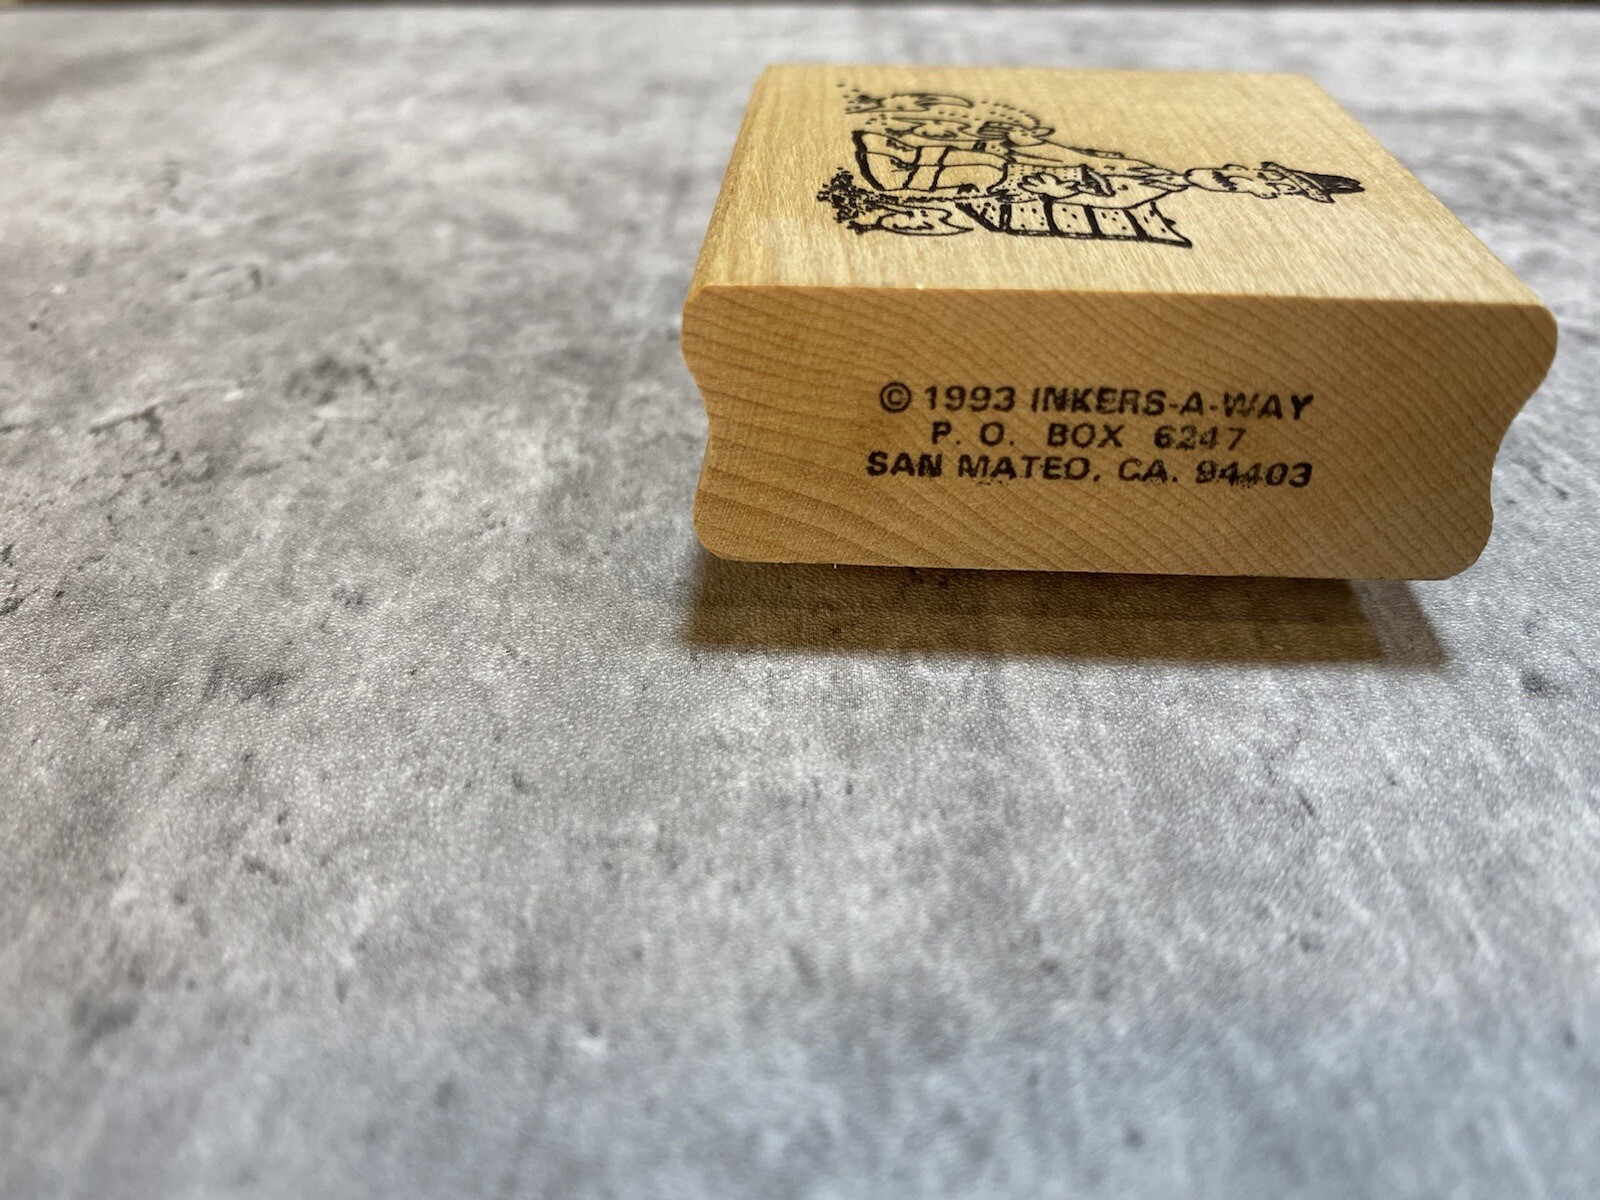 © 1993 INKERS-A-WAY
P. O. BOX 6247
SAN MATEO, CA. 94403